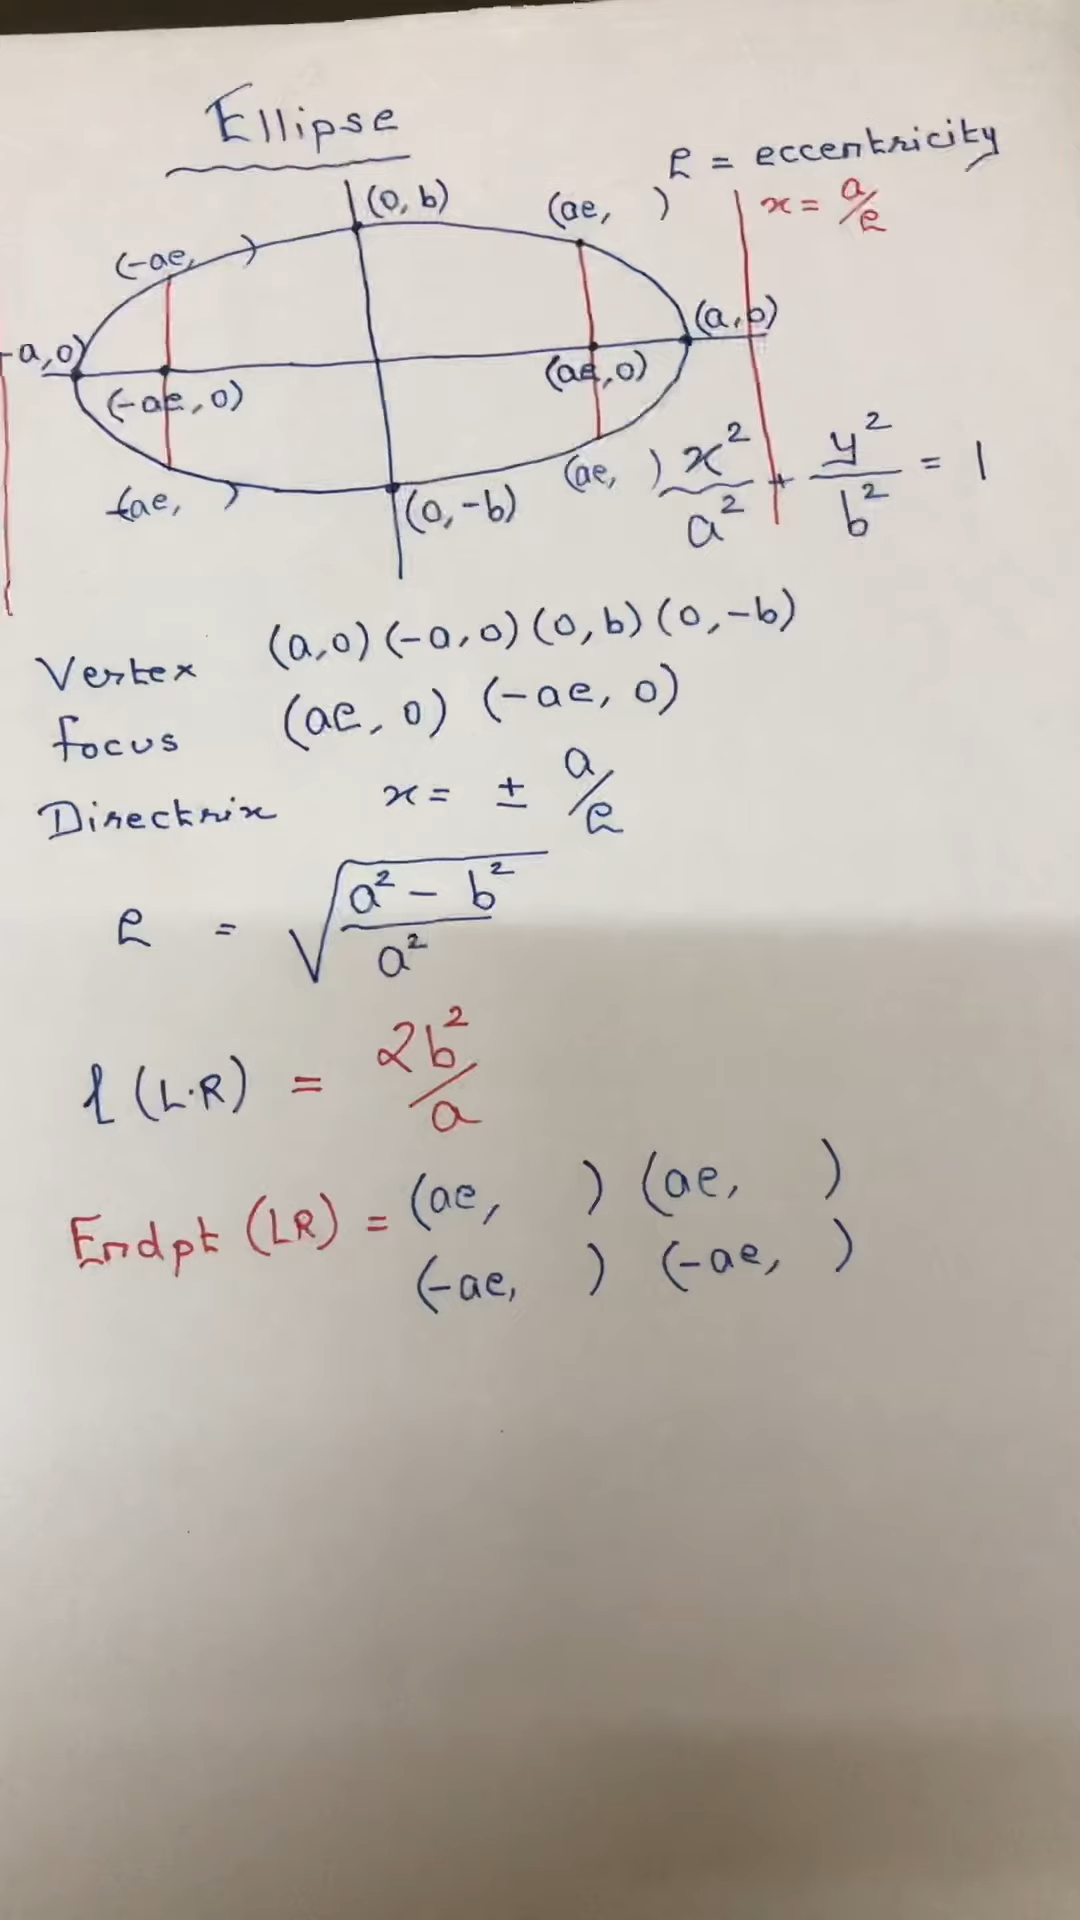 Ellipse
e = eccentricity
(0, b)
(ae, )
x = a/e
(-ae, )
(a, b)
-a, 0)
(-ae, 0)
(ae, 0)
(ae, )
x²/a² + y²/b² = 1
(0, -b)
Vertex (a,0) (-a,0) (0,b) (0,-b)
focus (ae, 0) (-ae, 0)
Directrix x = ± a/e
e = √(a² - b²/a²)
l (L.R) = 2b²/a
Endpt (LR) = (ae, ) (ae, )
(-ae, ) (-ae, )